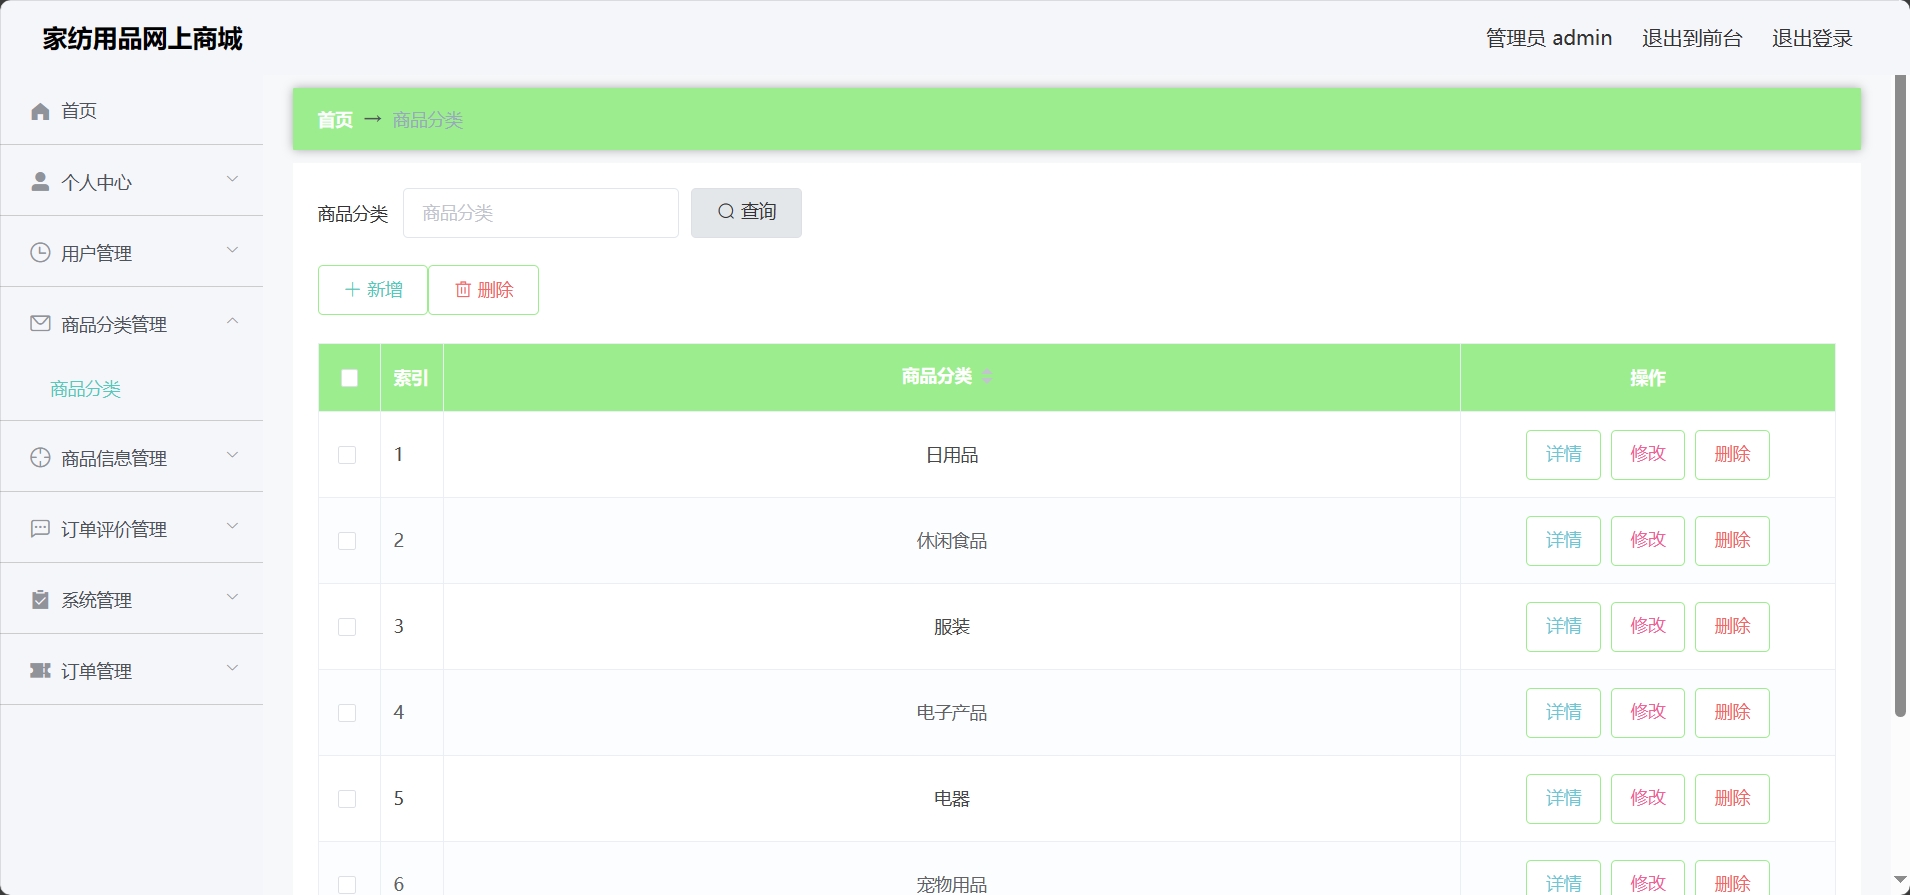 家纺用品网上商城
管理员 admin 退出到前台 退出登录
首页
个人中心
用户管理
商品分类管理
商品分类
商品信息管理
订单评价管理
系统管理
订单管理
首页 → 商品分类
商品分类 商品分类 查询
新增 删除
索引 商品分类 操作
1 日用品 详情 修改 删除
2 休闲食品 详情 修改 删除
3 服装 详情 修改 删除
4 电子产品 详情 修改 删除
5 电器 详情 修改 删除
6 宠物用品 详情 修改 删除